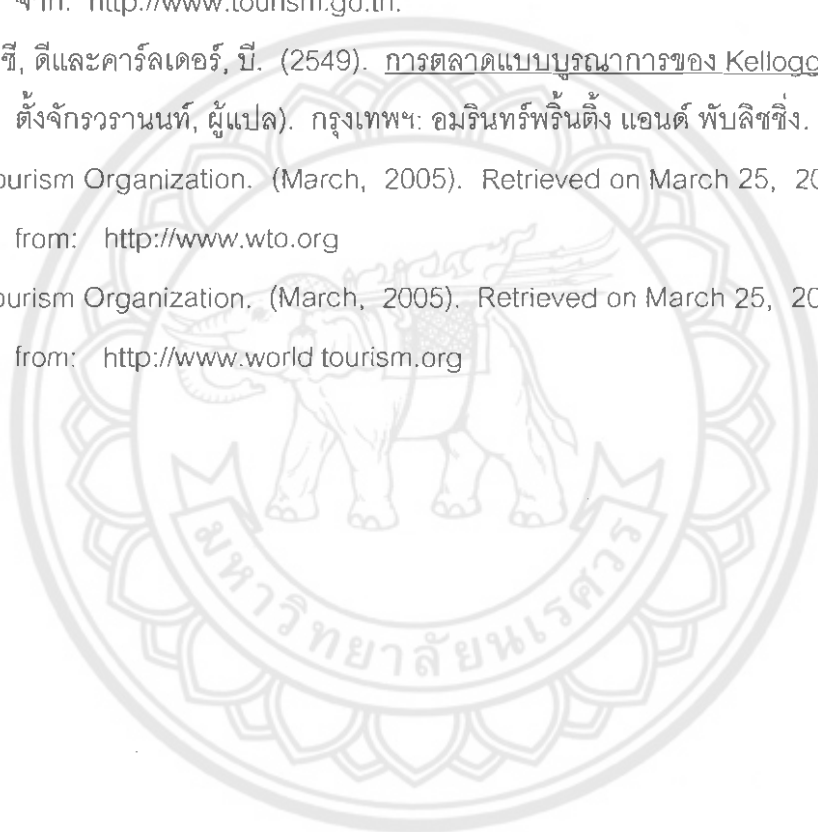 จาก: http://www.tourism.go.th.
ซี, ดีและคาร์ลเดอร์, บี. (2549). การตลาดแบบบูรณาการของ Kellogg
ตั้งจักรวรานนท์, ผู้แปล). กรุงเทพฯ: อมรินทร์พริ้นติ้ง แอนด์ พับลิชชิ่ง.
ourism Organization. (March, 2005). Retrieved on March 25, 20
from: http://www.wto.org
ourism Organization. (March, 2005). Retrieved on March 25, 20
from: http://www.world tourism.org
มหาวิทยาลัยนเรศวร